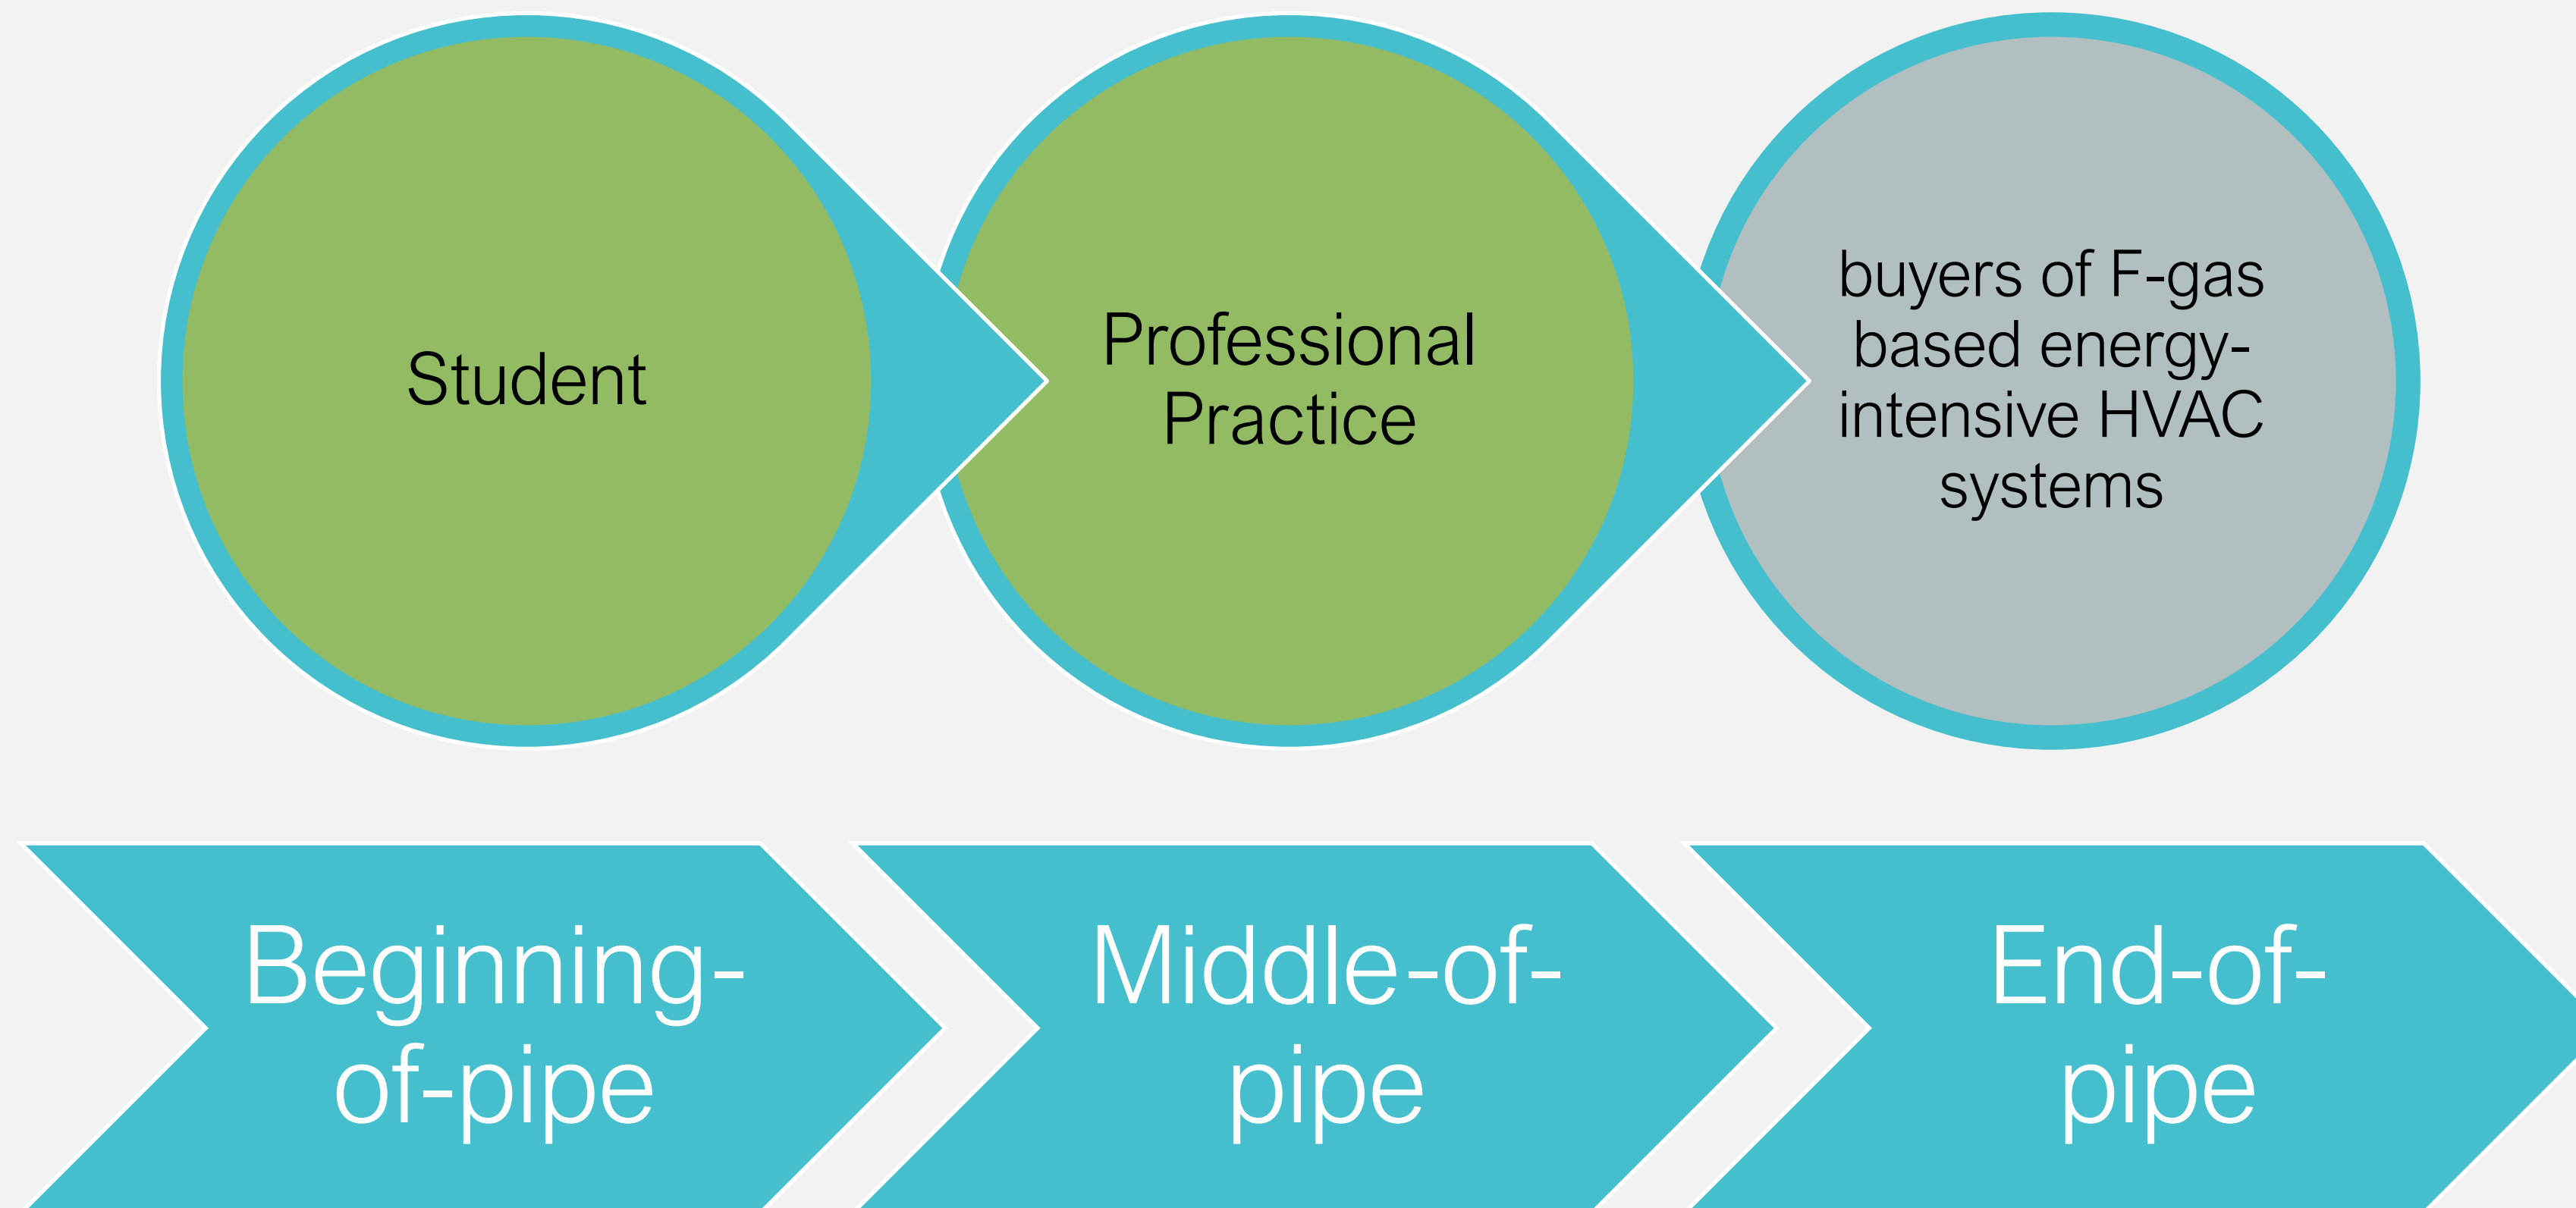 Student
Professional
Practice
buyers of F-gas
based energy-
intensive HVAC
systems
Beginning-
of-pipe
Middle-of-
pipe
End-of-
pipe